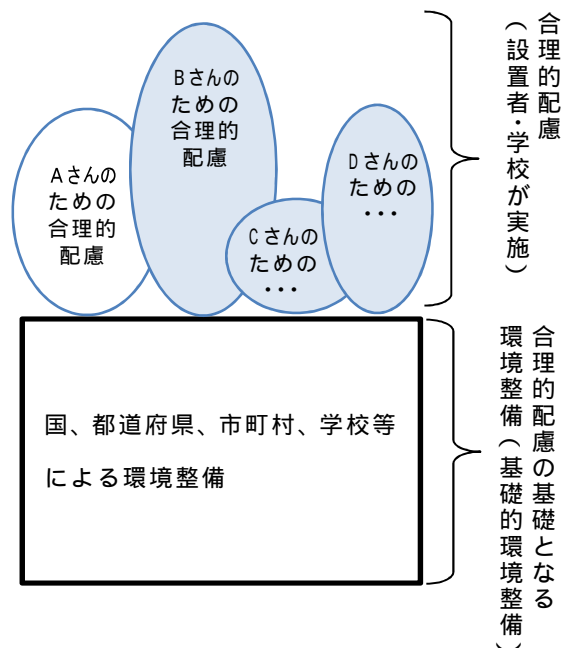 Aさんの
ための
合理的
配慮
Bさんの
ための
合理的
配慮
Cさんの
ための
・・・
Dさんの
ための
・・・
合理的配慮
（設置者・学校が実施）
国、都道府県、市町村、学校等
による環境整備
合理的配慮の基礎となる
環境整備（基礎的環境整備）